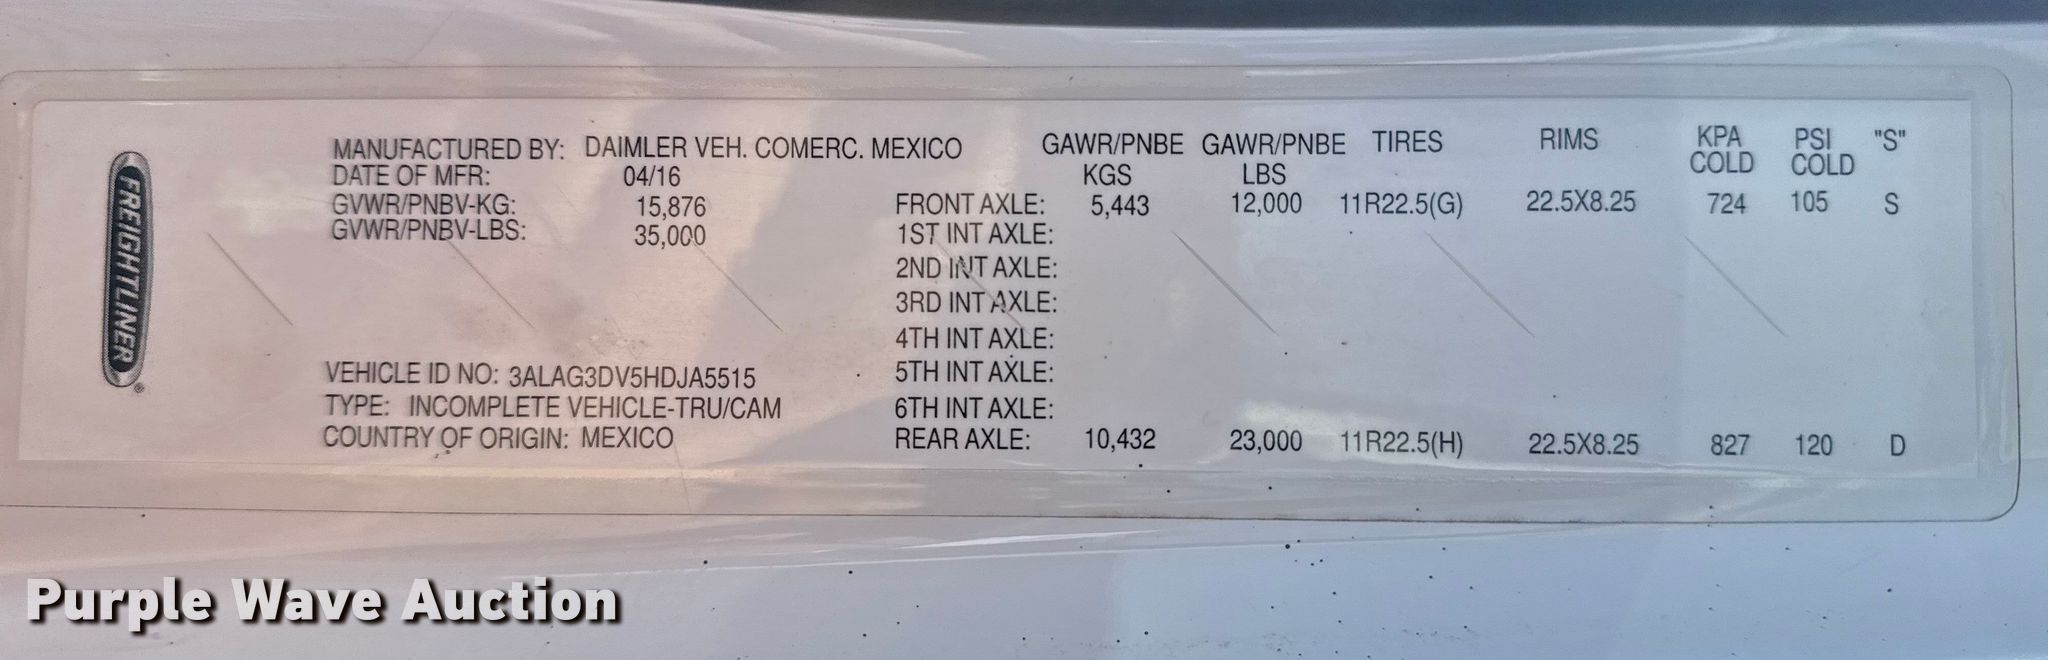 FREIGHTLINER®
MANUFACTURED BY: DAIMLER VEH. COMERC. MEXICO
DATE OF MFR: 04/16
GVWR/PNBV-KG: 15,876
GVWR/PNBV-LBS: 35,000
VEHICLE ID NO: 3ALAG3DV5HDJA5515
TYPE: INCOMPLETE VEHICLE-TRU/CAM
COUNTRY OF ORIGIN: MEXICO
GAWR/PNBE KGS GAWR/PNBE LBS TIRES RIMS KPA COLD PSI COLD "S"
FRONT AXLE: 5,443 12,000 11R22.5(G) 22.5X8.25 724 105 S
1ST INT AXLE:
2ND INT AXLE:
3RD INT AXLE:
4TH INT AXLE:
5TH INT AXLE:
6TH INT AXLE:
REAR AXLE: 10,432 23,000 11R22.5(H) 22.5X8.25 827 120 D
Purple Wave Auction